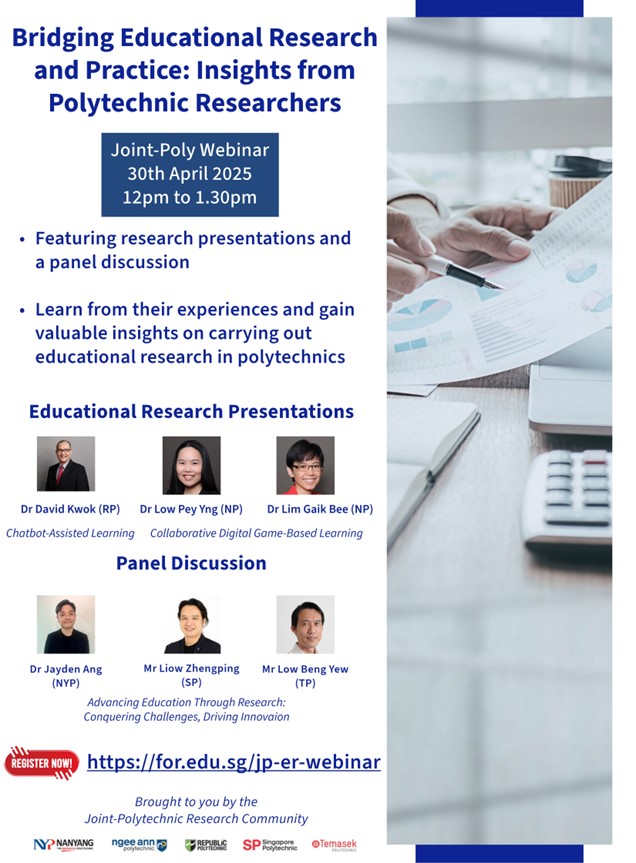 Bridging Educational Research
and Practice: Insights from
Polytechnic Researchers
Joint-Poly Webinar
30th April 2025
12pm to 1.30pm
• Featuring research presentations and
a panel discussion
• Learn from their experiences and gain
valuable insights on carrying out
educational research in polytechnics
Educational Research Presentations
Dr David Kwok (RP) Dr Low Pey Yng (NP) Dr Lim Gaik Bee (NP)
Chatbot-Assisted Learning Collaborative Digital Game-Based Learning
Panel Discussion
Dr Jayden Ang
(NYP)
Mr Liow Zhengping
(SP)
Mr Low Beng Yew
(TP)
Advancing Education Through Research:
Conquering Challenges, Driving Innovaion
REGISTER NOW!
https://for.edu.sg/jp-er-webinar
Brought to you by the
Joint-Polytechnic Research Community
NYP NANYANG
ngee ann
polytechnic
REPUBLIC
POLYTECHNIC
SP Singapore
Polytechnic
Temasek
POLYTECHNIC